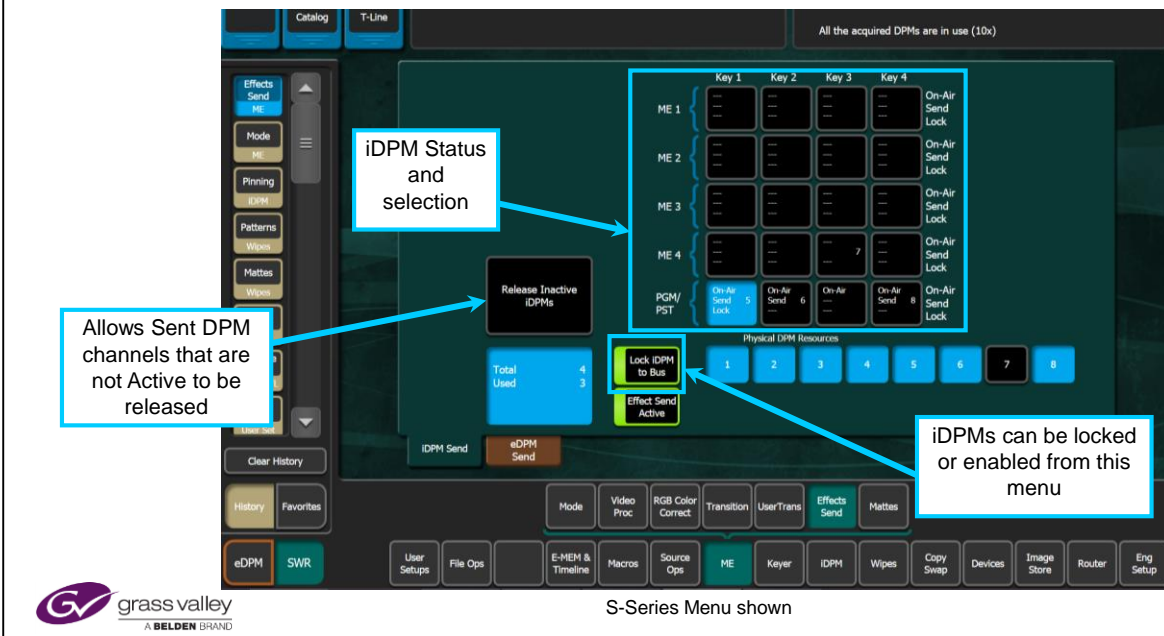 Catalog
T-Line
All the acquired DPMs are in use (10x)
Effects
Send
ME
Mode
ME
Pinning
iDPM
Patterns
Wipes
Mattes
Wipes
User Set
Clear History
History
Favorites
eDPM
SWR
iDPM Status
and
selection
Allows Sent DPM
channels that are
not Active to be
released
Key 1
Key 2
Key 3
Key 4
ME 1
On-Air
Send
Lock
ME 2
On-Air
Send
Lock
ME 3
On-Air
Send
Lock
ME 4
7
On-Air
Send
Lock
PGM/
PST
On-Air
Send 5
Lock
On-Air
Send 6
On-Air
On-Air
Send 8
On-Air
Send
Lock
Release Inactive
iDPMs
Total 4
Used 3
Lock iDPM
to Bus
Effect Send
Active
Physical DPM Resources
1 2 3 4 5 6 7 8
iDPMs can be locked
or enabled from this
menu
iDPM Send
eDPM
Send
Mode
Video
Proc
RGB Color
Correct
Transition
UserTrans
Effects
Send
Mattes
User
Setups
File Ops
E-MEM &
Timeline
Macros
Source
Ops
ME
Keyer
iDPM
Wipes
Copy
Swap
Devices
Image
Store
Router
Eng
Setup
GV
grass valley
A BELDEN BRAND
S-Series Menu shown